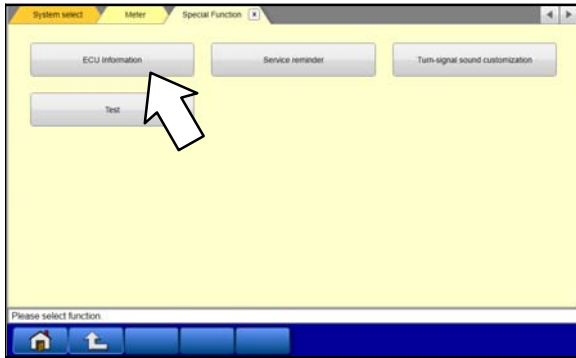 System select Meter Special Function x
ECU Information Service reminder Turn-signal sound customization
Test
Please select function.